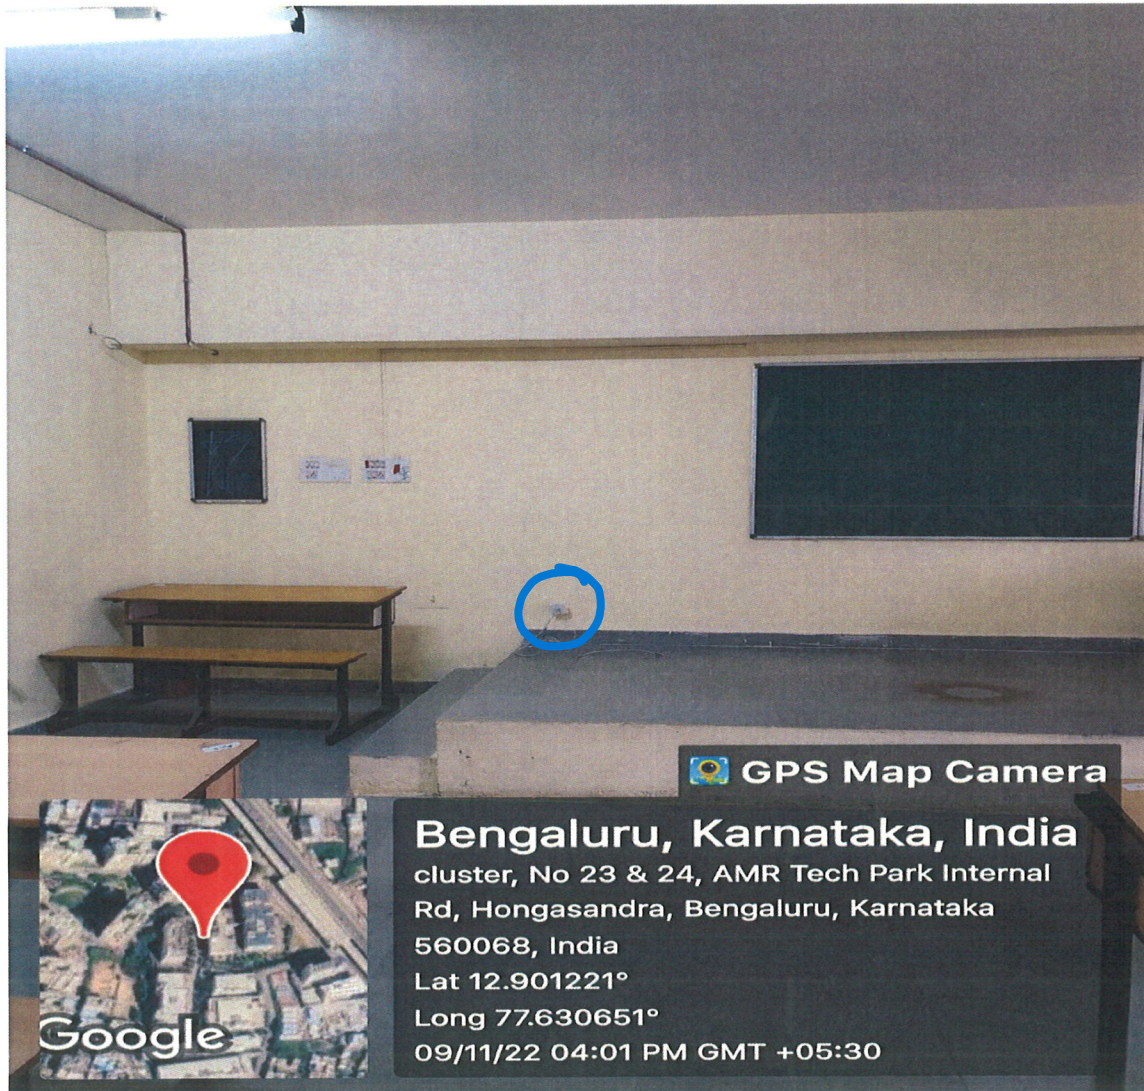 GPS Map Camera
Bengaluru, Karnataka, India
cluster, No 23 & 24, AMR Tech Park Internal
Rd, Hongasandra, Bengaluru, Karnataka
560068, India
Lat 12.901221°
Long 77.630651°
09/11/22 04:01 PM GMT +05:30
Google